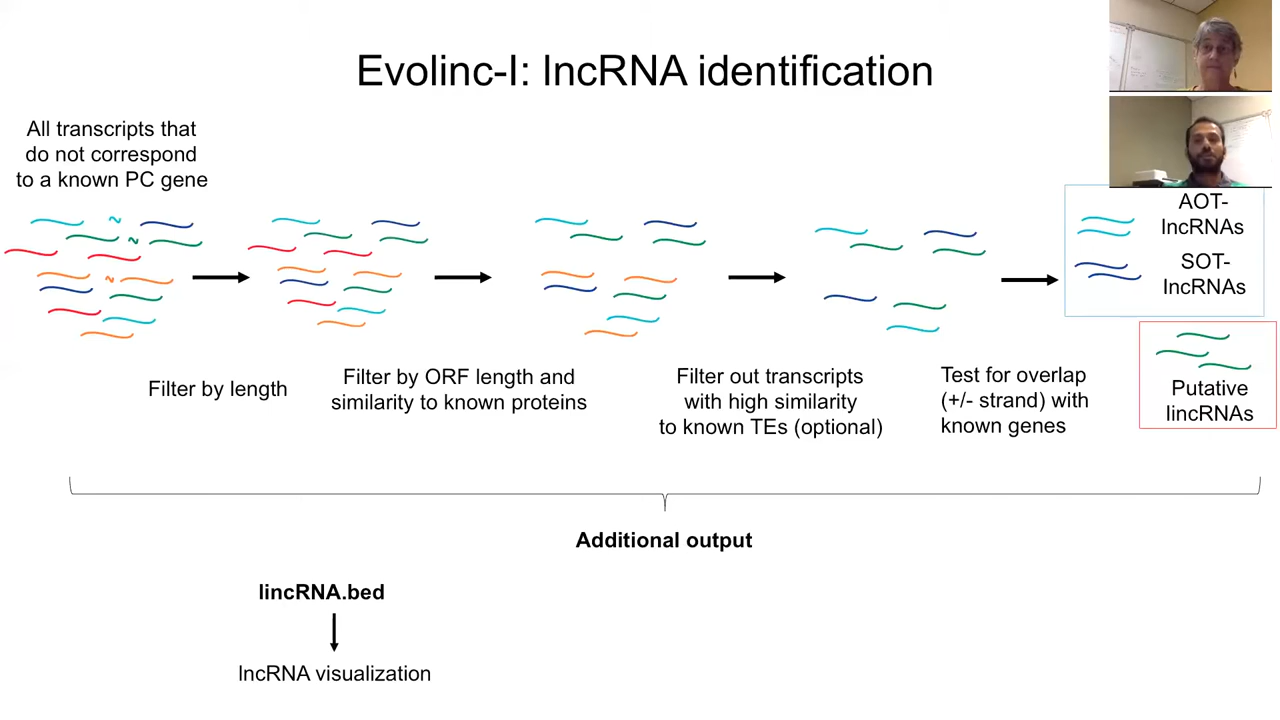 Evolinc-I: lncRNA identification
All transcripts that
do not correspond
to a known PC gene
Filter by length
Filter by ORF length and
similarity to known proteins
Filter out transcripts
with high similarity
to known TEs (optional)
Test for overlap
(+/- strand) with
known genes
AOT-
lncRNAs
SOT-
lncRNAs
Putative
lincRNAs
Additional output
lincRNA.bed
lncRNA visualization